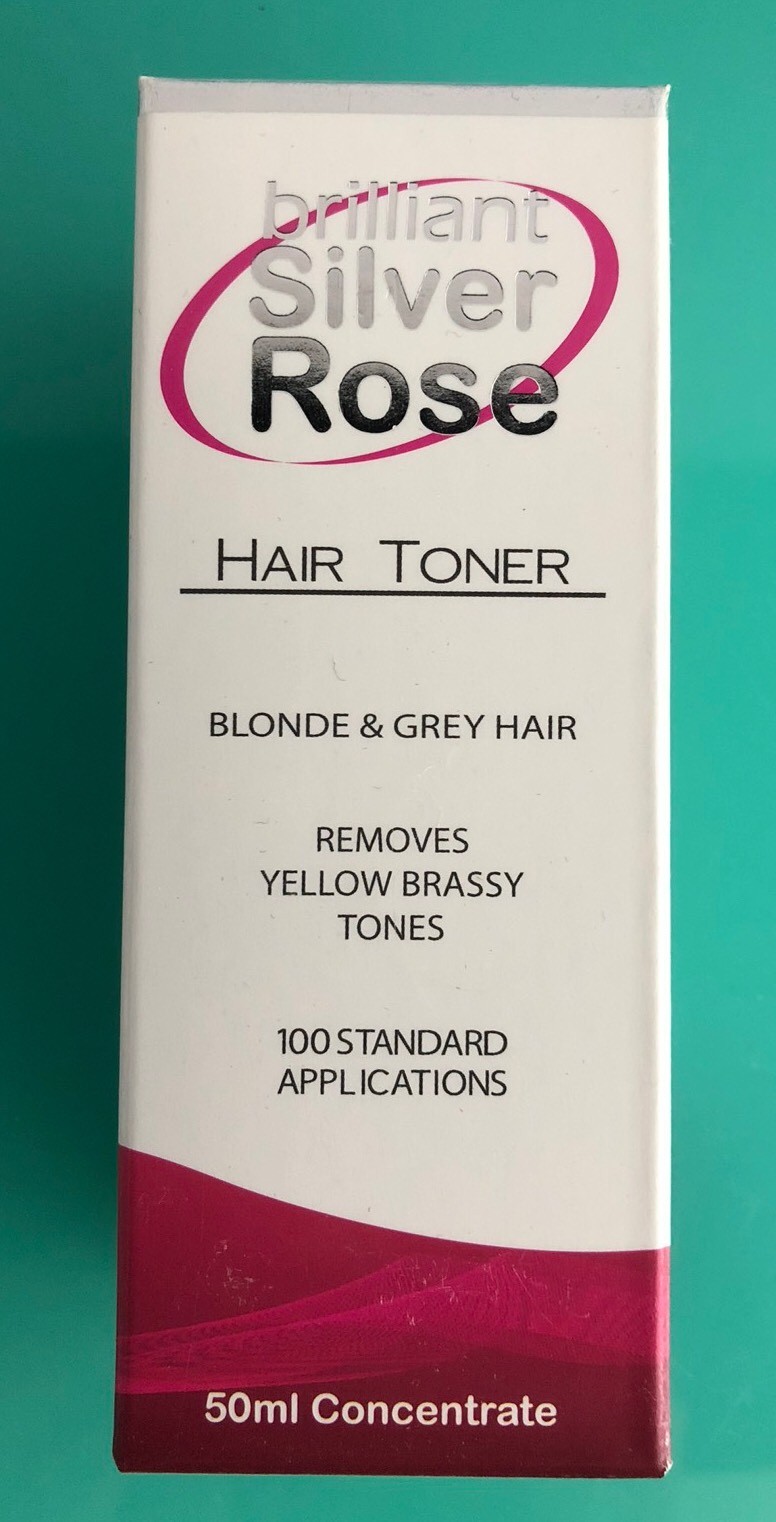 brilliant
Silver
Rose
HAIR TONER
BLONDE & GREY HAIR
REMOVES
YELLOW BRASSY
TONES
100 STANDARD
APPLICATIONS
50ml Concentrate